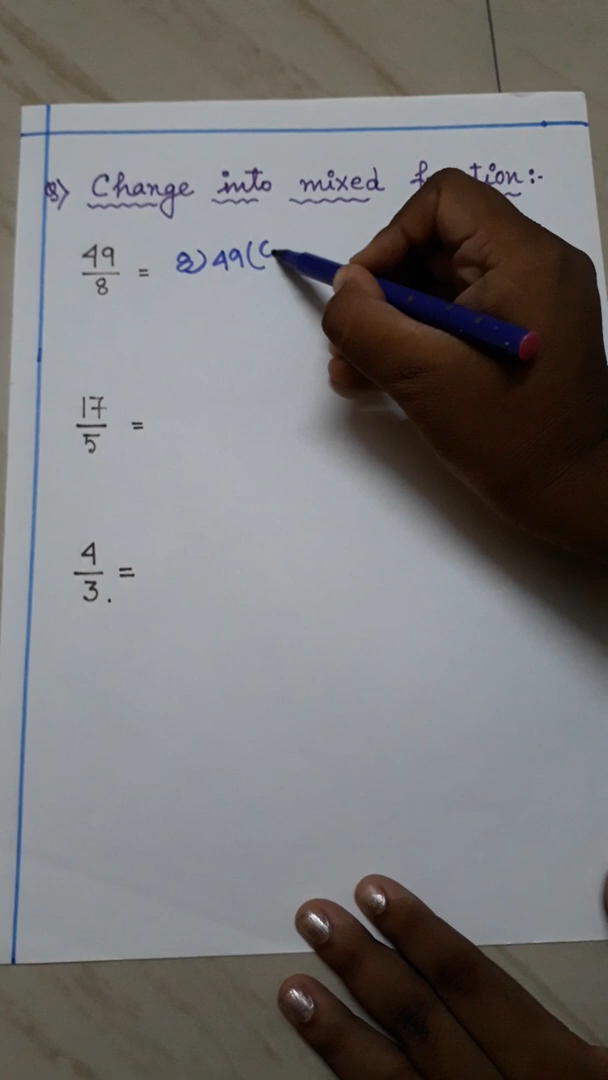 Q) Change into mixed :-
49/8 = 8)49(
17/5 =
4/3 =